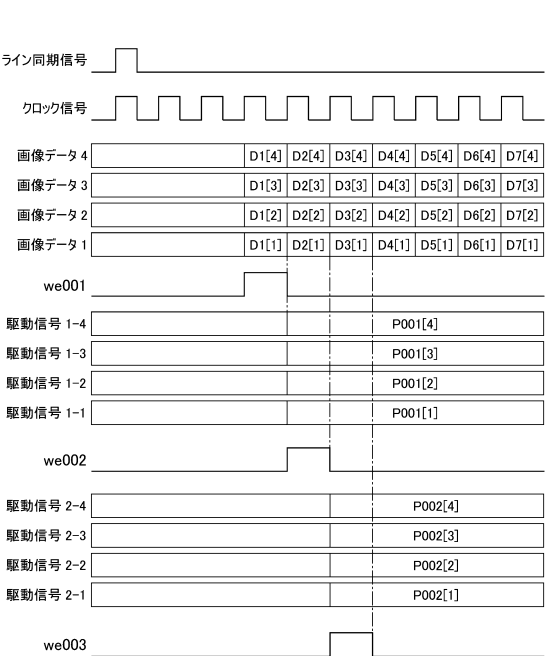 ライン同期信号
クロック信号
画像データ 4 D1[4] D2[4] D3[4] D4[4] D5[4] D6[4] D7[4]
画像データ 3 D1[3] D2[3] D3[3] D4[3] D5[3] D6[3] D7[3]
画像データ 2 D1[2] D2[2] D3[2] D4[2] D5[2] D6[2] D7[2]
画像データ 1 D1[1] D2[1] D3[1] D4[1] D5[1] D6[1] D7[1]
we001
駆動信号 1-4 P001[4]
駆動信号 1-3 P001[3]
駆動信号 1-2 P001[2]
駆動信号 1-1 P001[1]
we002
駆動信号 2-4 P002[4]
駆動信号 2-3 P002[3]
駆動信号 2-2 P002[2]
駆動信号 2-1 P002[1]
we003